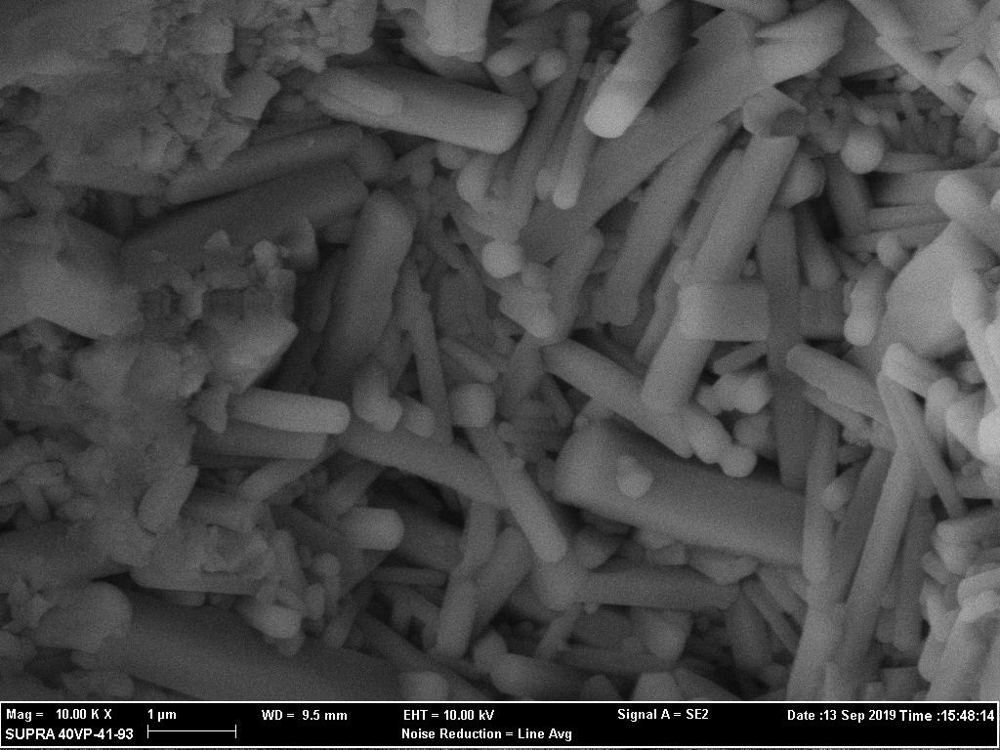 Mag = 10.00 K X 1 µm WD = 9.5 mm EHT = 10.00 kV Signal A = SE2 Date :13 Sep 2019 Time :15:48:14
SUPRA 40VP-41-93 Noise Reduction = Line Avg